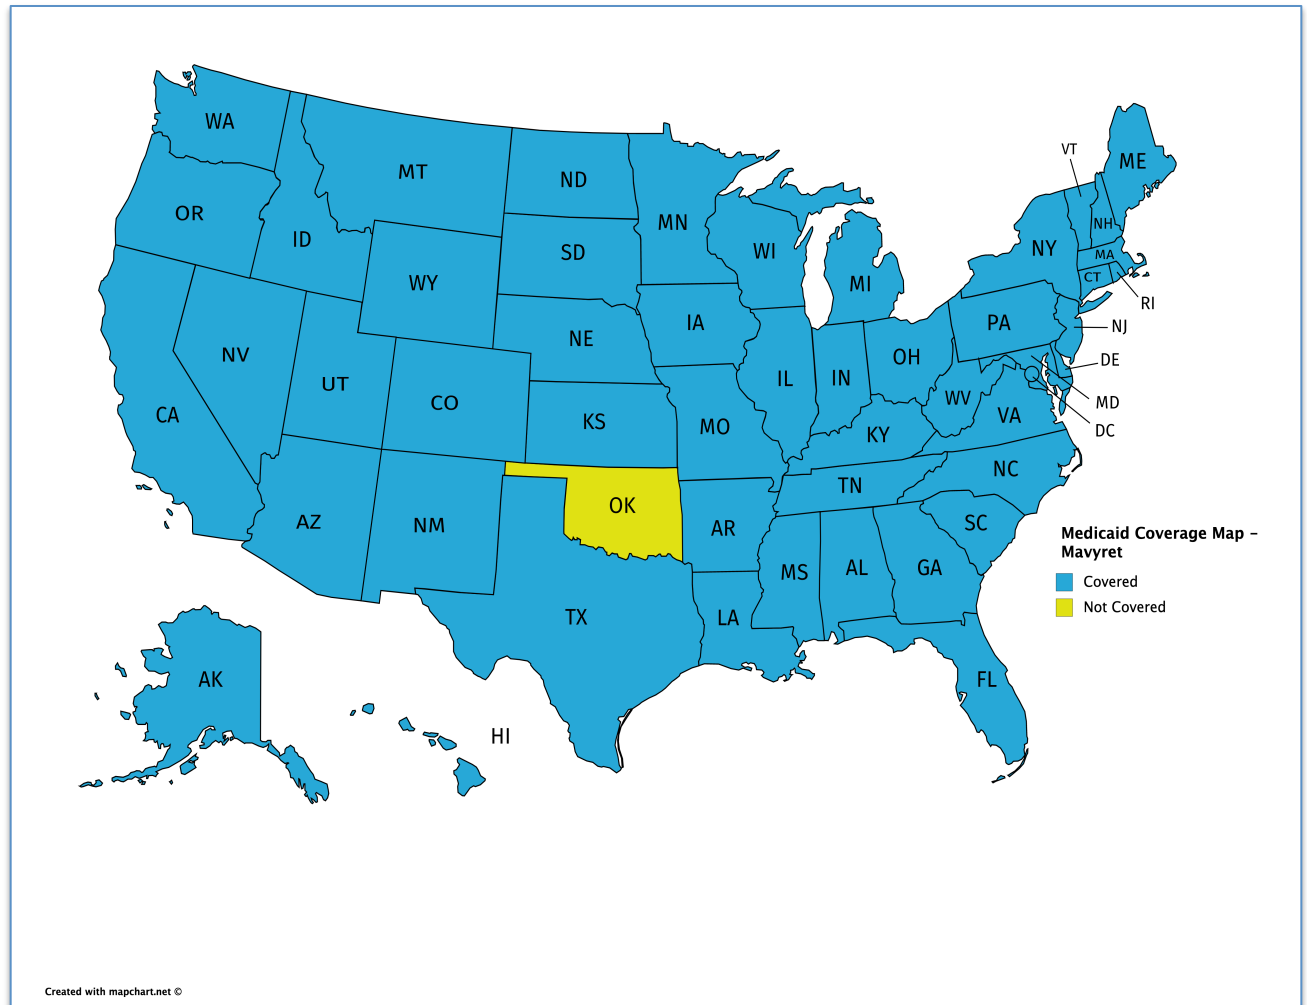 WA
MT
ND
MN
OR
ID
SD
WI
WY
MI
VT
ME
NH
NY
MA
CT
RI
IA
NE
PA
NJ
NV
UT
CO
IL
IN
OH
DE
CA
KS
MO
WV
MD
VA
DC
KY
NC
TN
AZ
NM
OK
AR
SC
MS
AL
GA
Medicaid Coverage Map –
Mavyret
Covered
Not Covered
TX
LA
AK
FL
HI
Created with mapchart.net ©